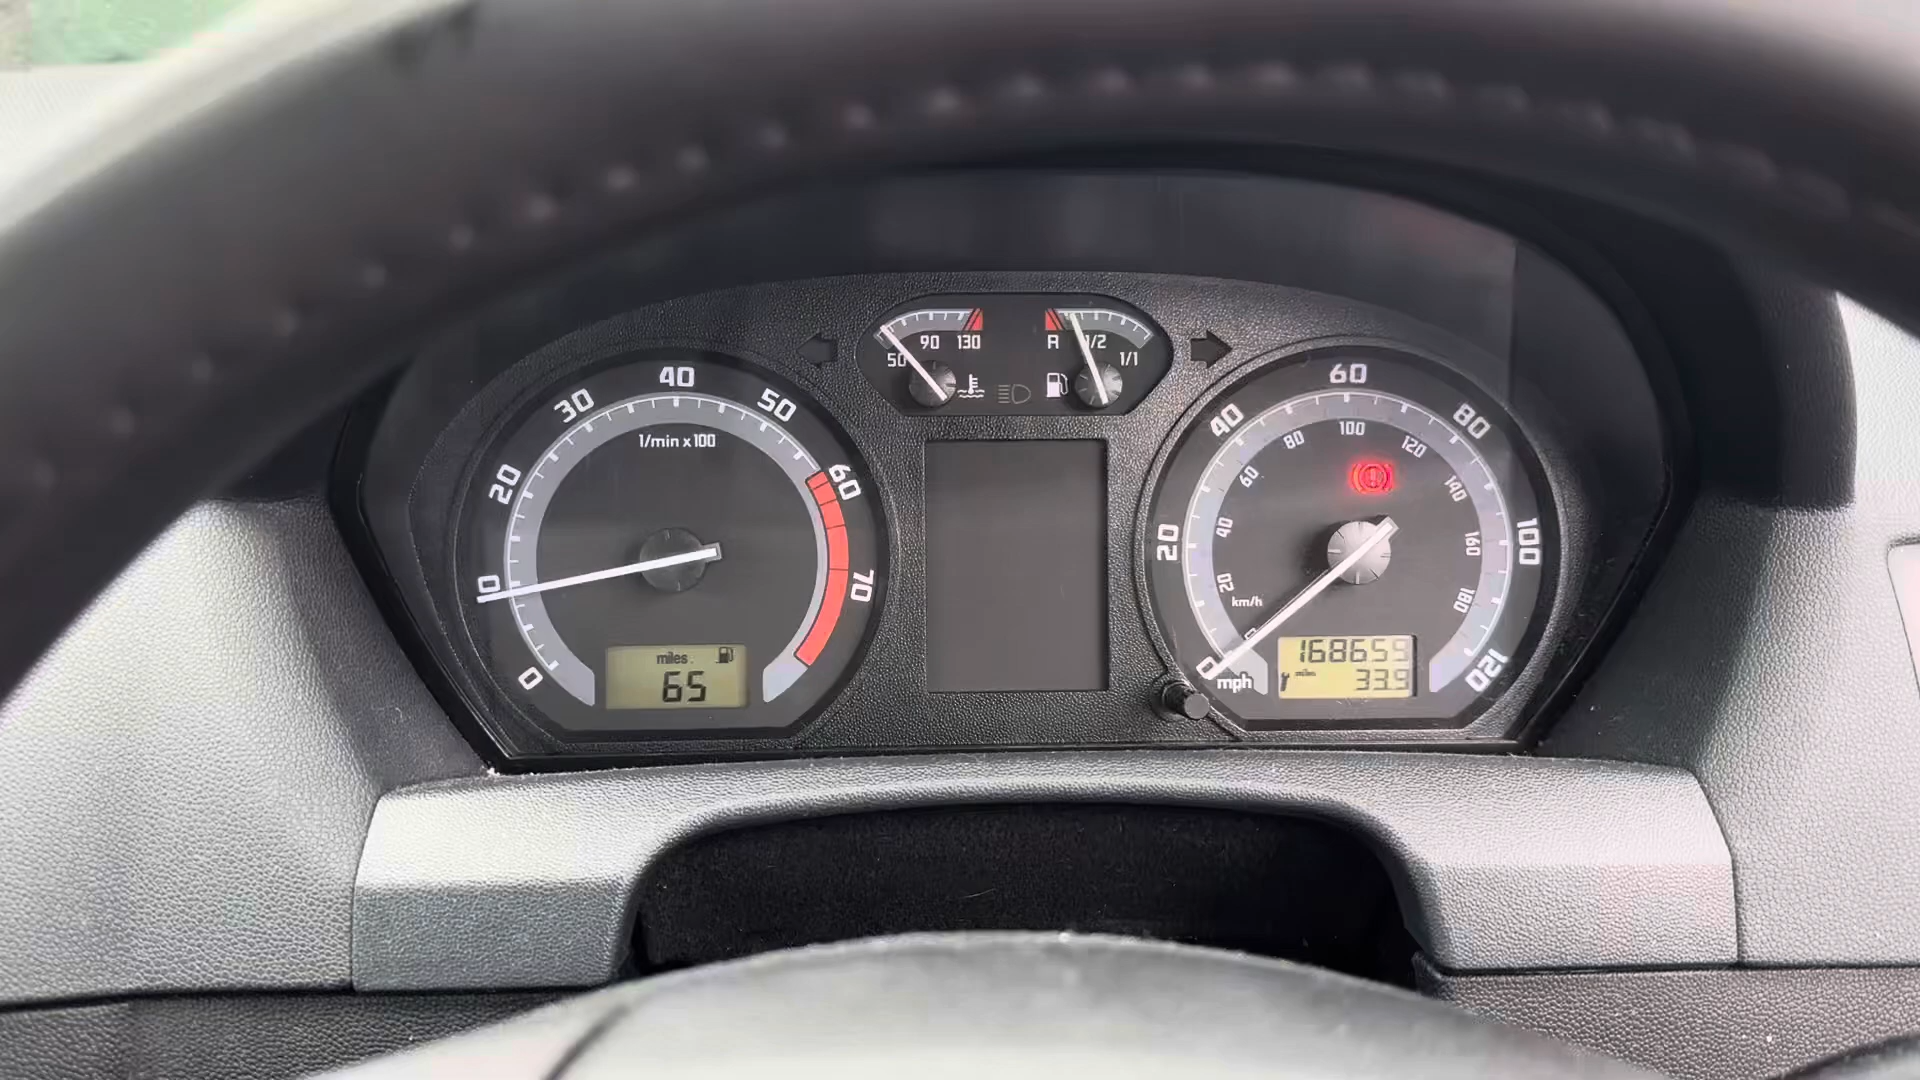 50 90 130
R 1/2 1/1
0 10 20 30 40 50 60 70
1/min x 100
miles
65
0 20 40 60 80 100 120
20 40 60 80 100 120 140 160 180
km/h
mph
168659
miles 33.9